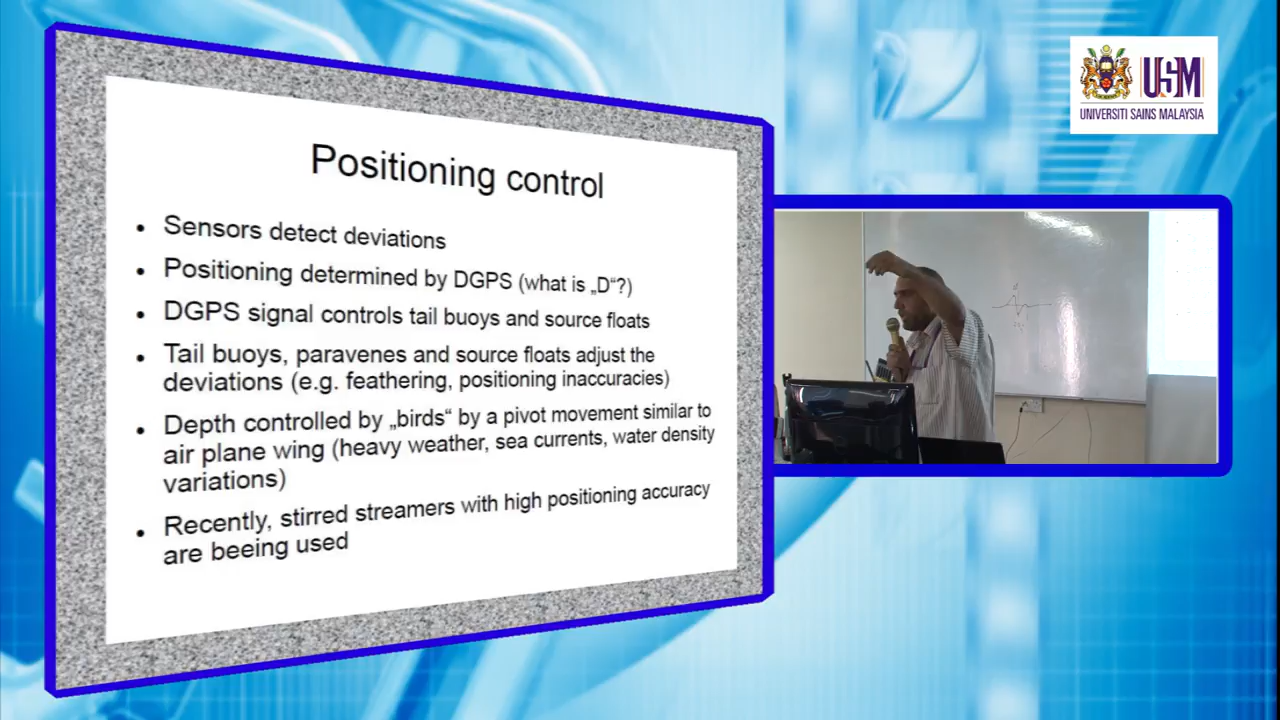 Positioning control
• Sensors detect deviations
• Positioning determined by DGPS (what is „D“?)
• DGPS signal controls tail buoys and source floats
• Tail buoys, paravenes and source floats adjust the
deviations (e.g. feathering, positioning inaccuracies)
• Depth controlled by „birds“ by a pivot movement similar to
air plane wing (heavy weather, sea currents, water density
variations)
• Recently, stirred streamers with high positioning accuracy
are beeing used
USM
UNIVERSITI SAINS MALAYSIA